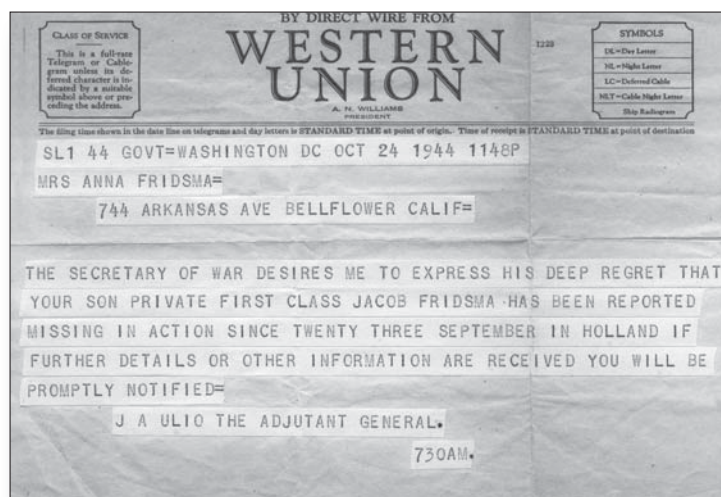 BY DIRECT WIRE FROM
WESTERN
UNION
1220
A. N. WILLIAMS
PRESIDENT
CLASS OF SERVICE
This is a full-rate
Telegram or Cable-
gram unless its de-
ferred character is in-
dicated by a suitable
symbol above or pre-
ceding the address.
SYMBOLS
DL=Day Letter
NL=Night Letter
LC=Deferred Cable
NLT=Cable Night Letter
Ship Radiogram
The filing time shown in the date line on telegrams and day letters is STANDARD TIME at point of origin. Time of receipt is STANDARD TIME at point of destination
SL1 44 GOVT=WASHINGTON DC OCT 24 1944 1148P
MRS ANNA FRIDSMA=
744 ARKANSAS AVE BELLFLOWER CALIF=
THE SECRETARY OF WAR DESIRES ME TO EXPRESS HIS DEEP REGRET THAT
YOUR SON PRIVATE FIRST CLASS JACOB FRIDSMA HAS BEEN REPORTED
MISSING IN ACTION SINCE TWENTY THREE SEPTEMBER IN HOLLAND IF
FURTHER DETAILS OR OTHER INFORMATION ARE RECEIVED YOU WILL BE
PROMPTLY NOTIFIED=
J A ULIO THE ADJUTANT GENERAL.
730AM.